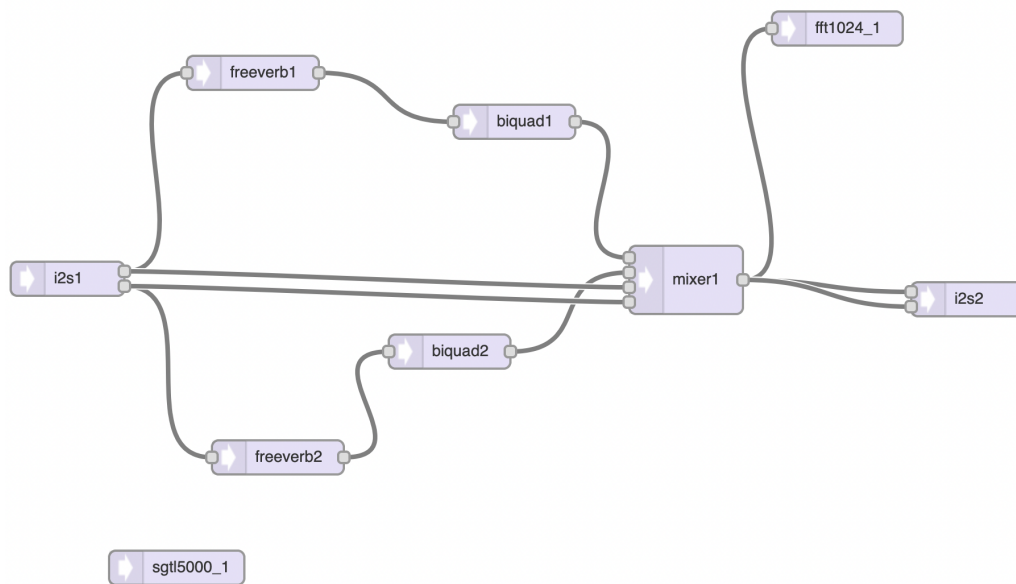 fft1024_1
freeverb1
biquad1
i2s1
mixer1
i2s2
biquad2
freeverb2
sgtl5000_1